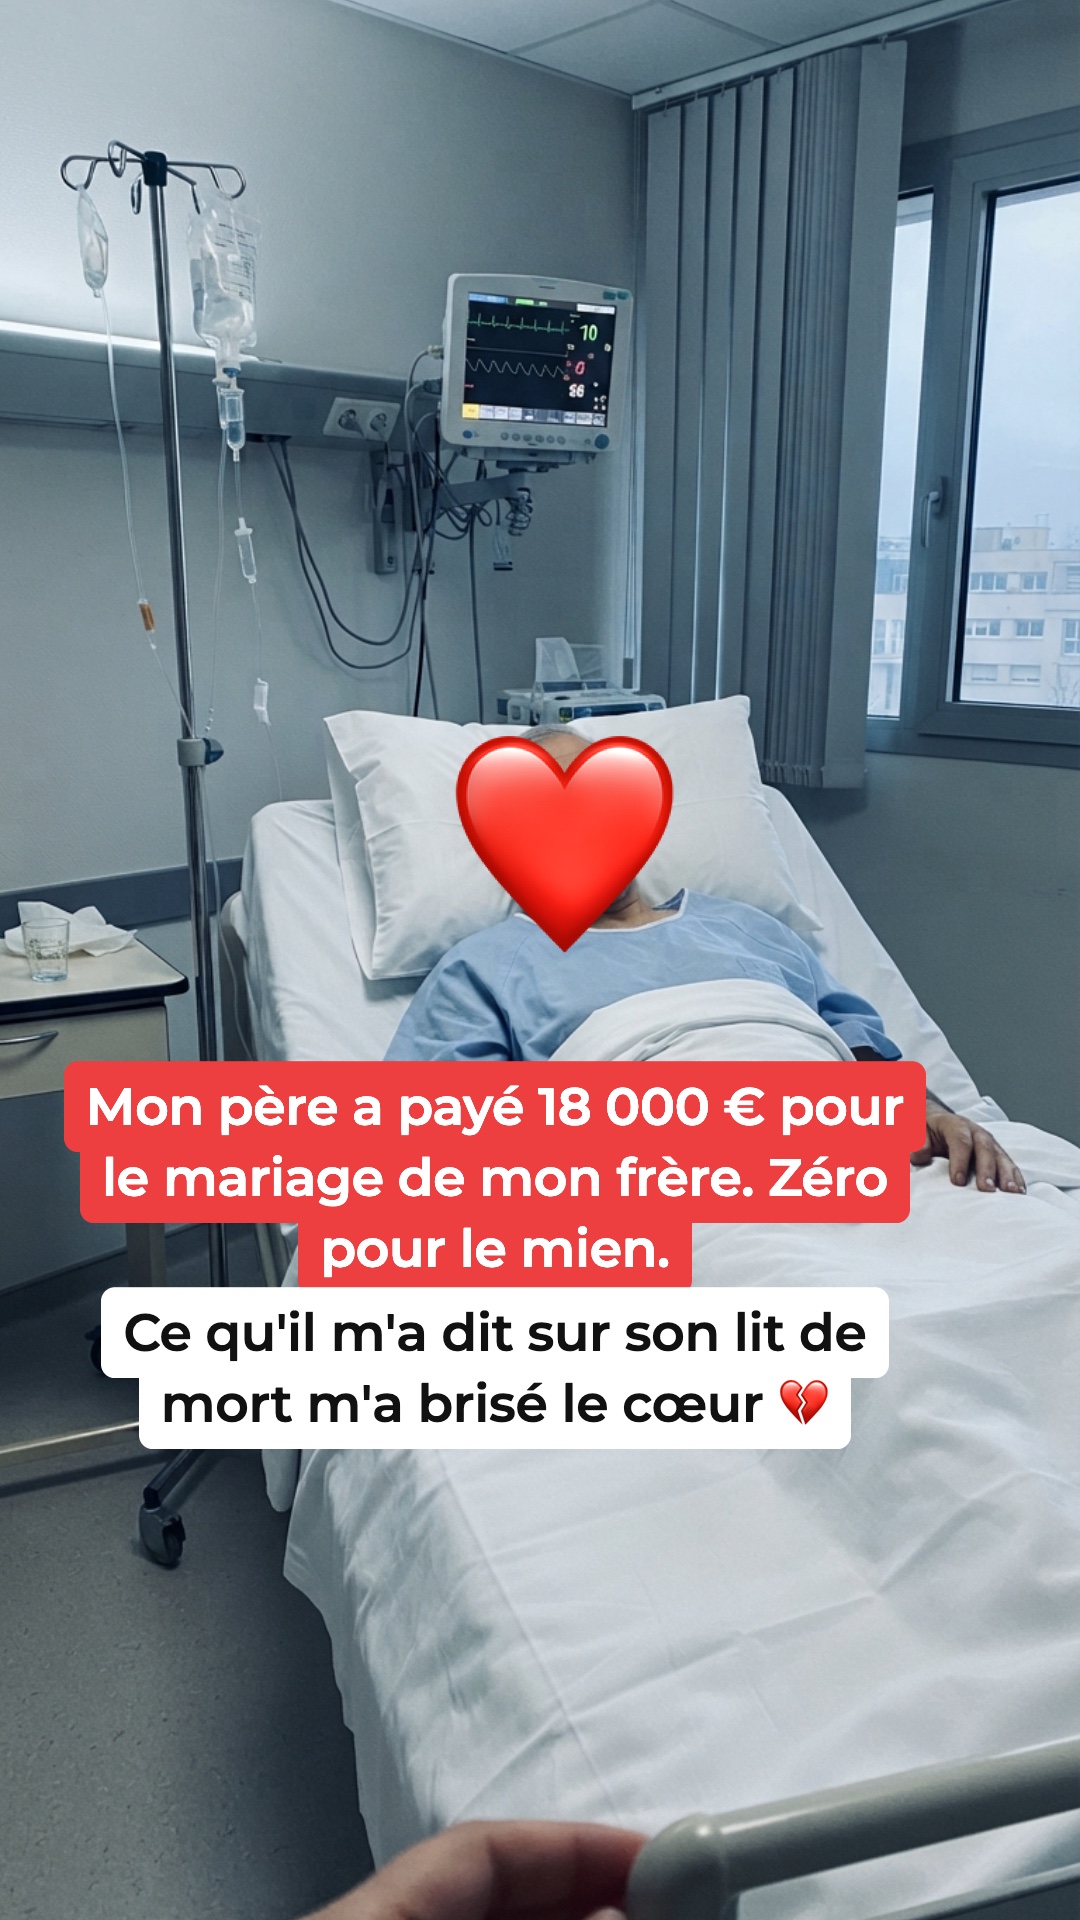 Mon père a payé 18 000 € pour
le mariage de mon frère. Zéro
pour le mien.
Ce qu'il m'a dit sur son lit de
mort m'a brisé le cœur 💔
10